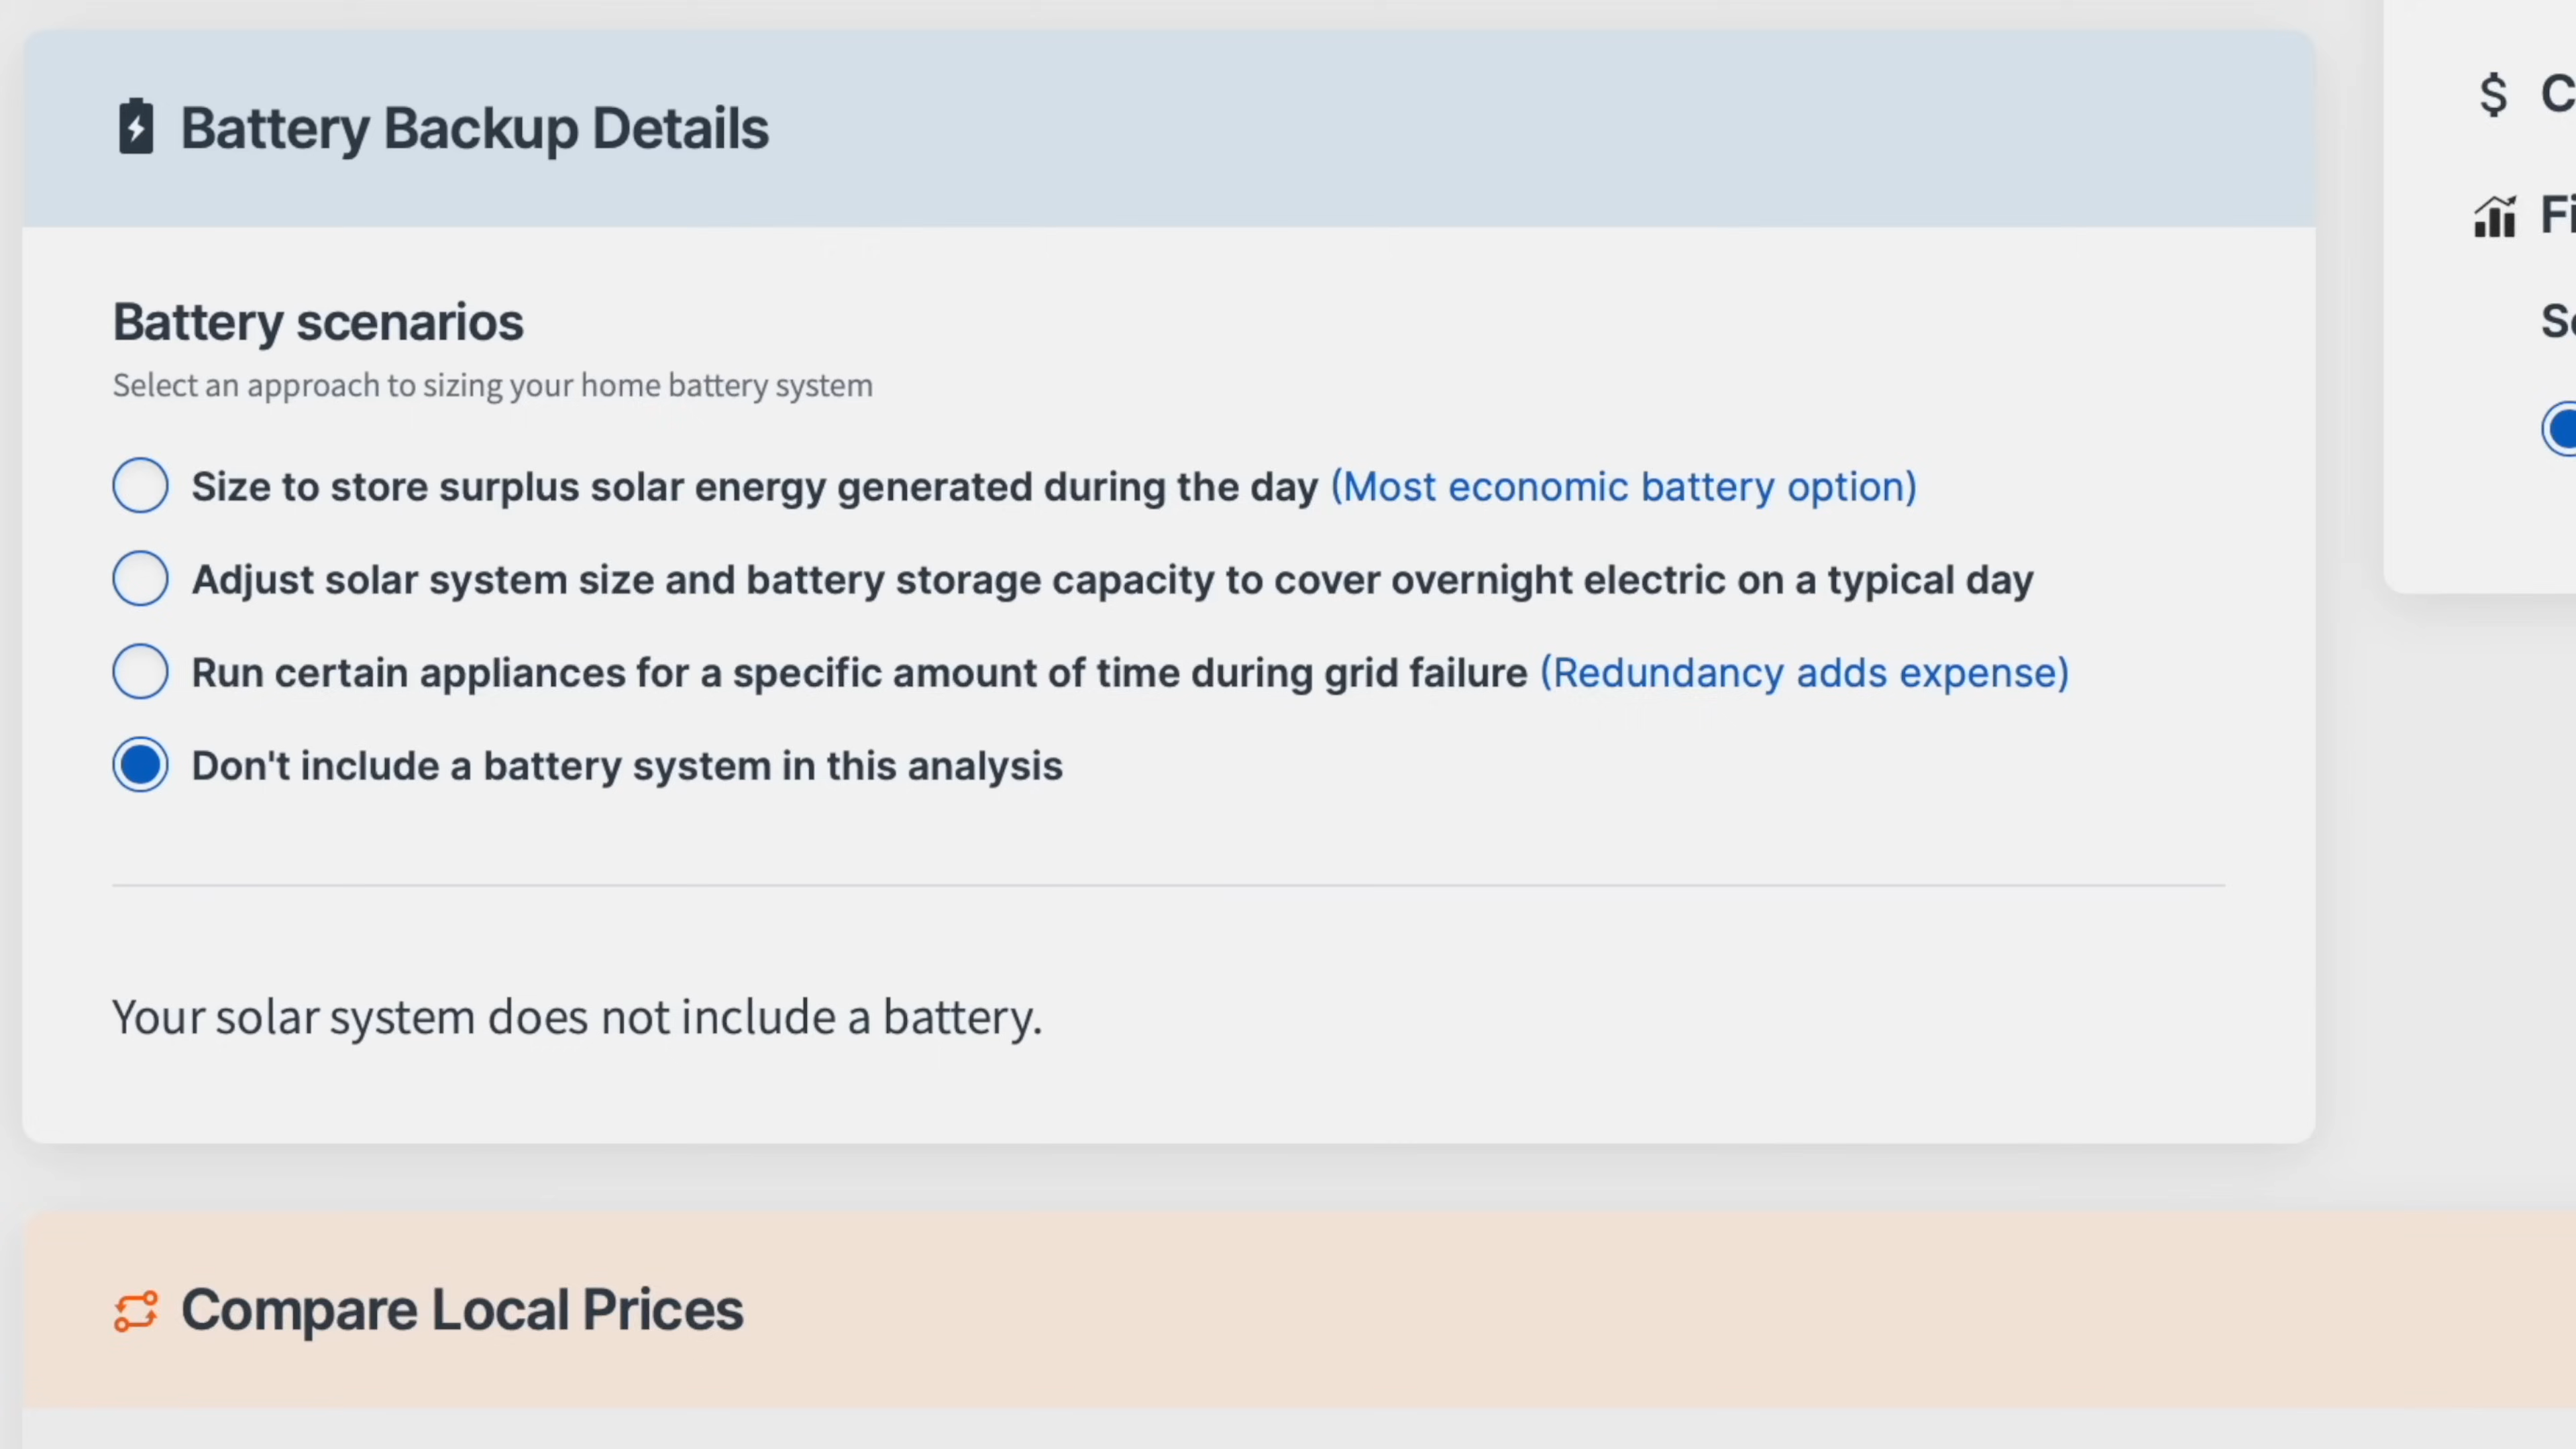 Battery Backup Details
Battery scenarios
Select an approach to sizing your home battery system
Size to store surplus solar energy generated during the day (Most economic battery option)
Adjust solar system size and battery storage capacity to cover overnight electric on a typical day
Run certain appliances for a specific amount of time during grid failure (Redundancy adds expense)
Don't include a battery system in this analysis
Your solar system does not include a battery.
Compare Local Prices
$